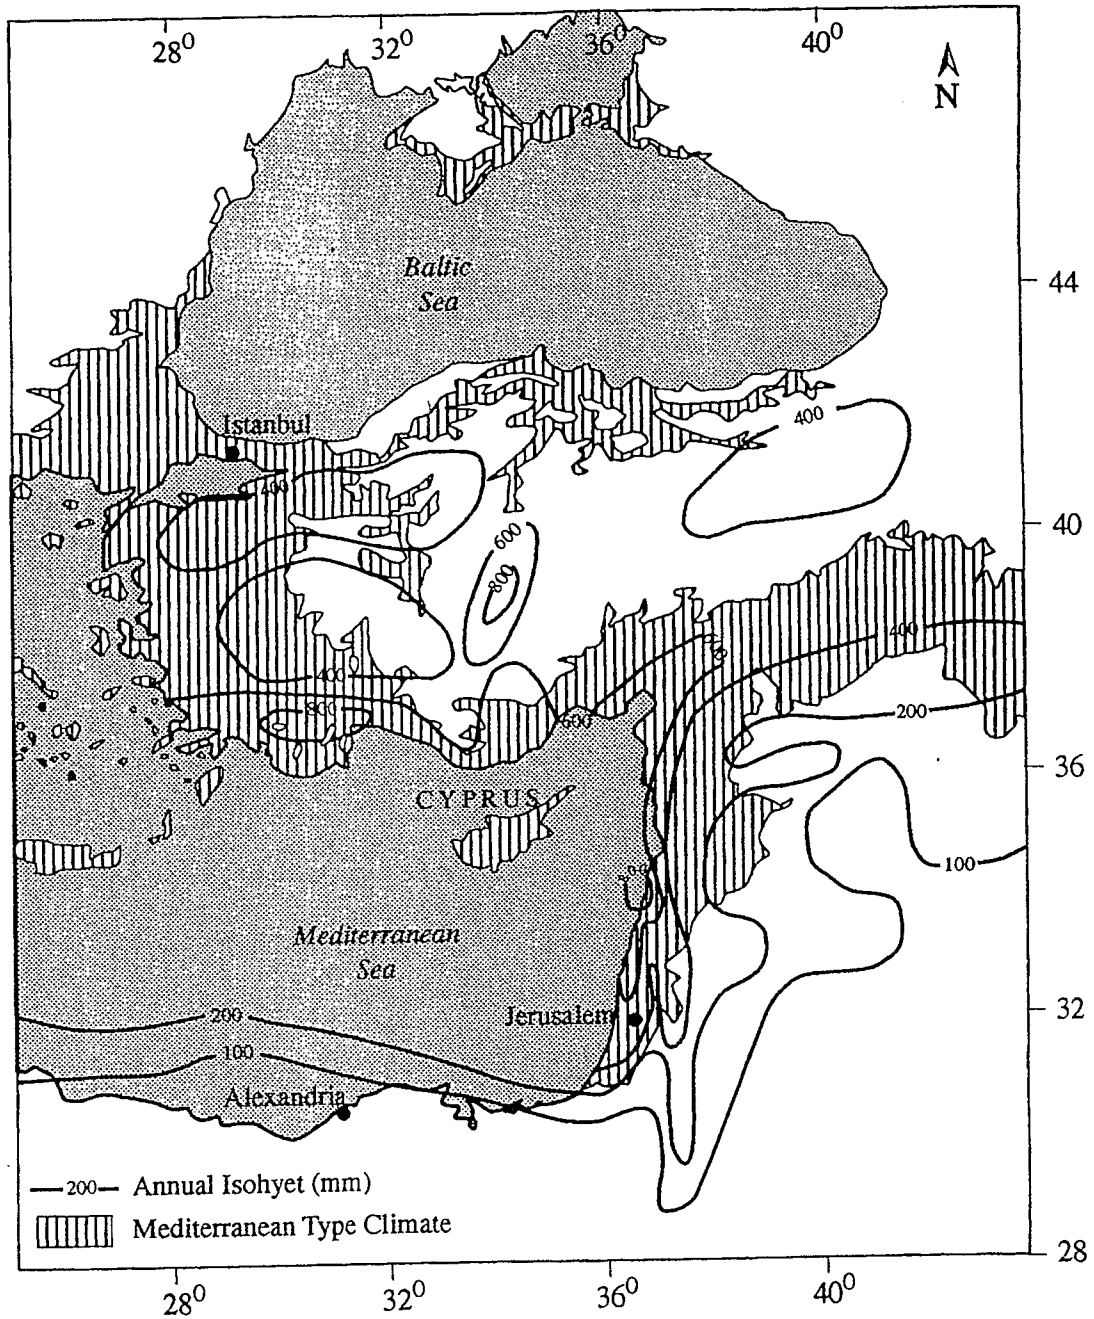 28⁰ 32⁰ 36⁰ 40⁰
N
Baltic
Sea
44
400
Istanbul
400
40
600
800
400
400
200
800
600
36
CYPRUS
100
Mediterranean
Sea
Jerusalem
32
200
100
Alexandria
200 Annual Isohyet (mm)
Mediterranean Type Climate
28
28⁰ 32⁰ 36⁰ 40⁰